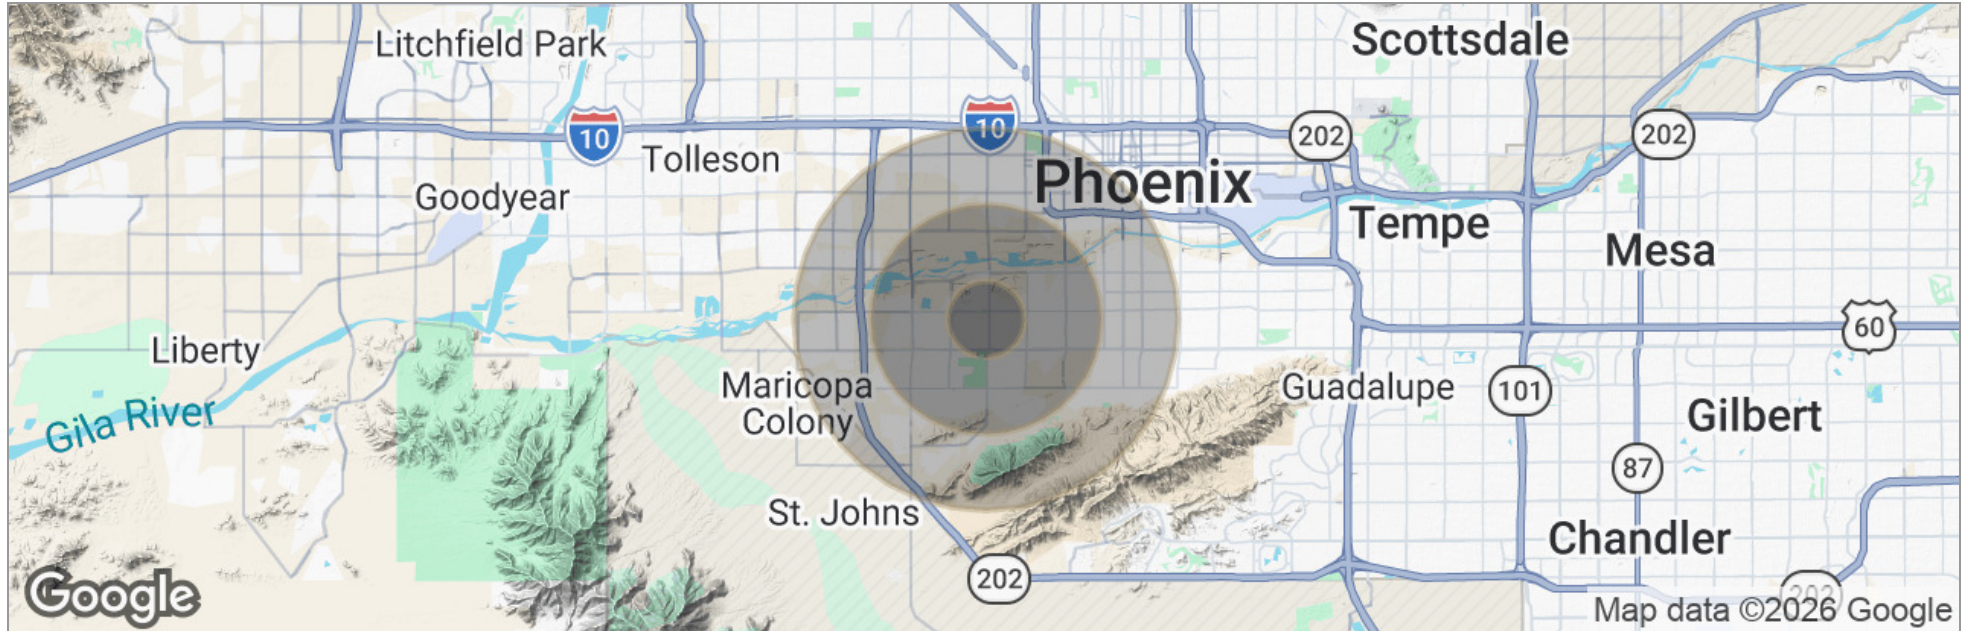 Litchfield Park
Scottsdale
10
10
202
202
Tolleson
Phoenix
Goodyear
Tempe
Mesa
60
Liberty
Maricopa
Colony
Guadalupe
101
Gila River
Gilbert
87
St. Johns
Chandler
202
202
Google
Map data ©2026 Google